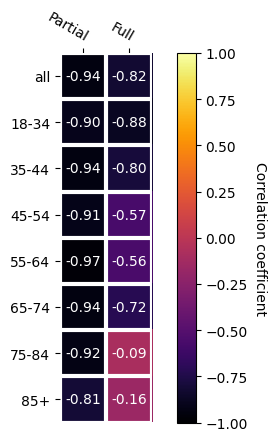 Partial Full
all -0.94 -0.82
18-34 -0.90 -0.88
35-44 -0.94 -0.80
45-54 -0.91 -0.57
55-64 -0.97 -0.56
65-74 -0.94 -0.72
75-84 -0.92 -0.09
85+ -0.81 -0.16
1.00
0.75
0.50
0.25
0.00
−0.25
−0.50
−0.75
−1.00
Correlation coefficient